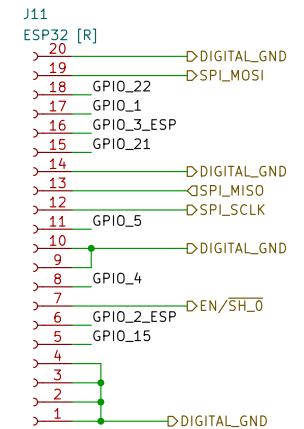 J11
ESP32 [R]
20 DIGITAL_GND
19 SPI_MOSI
18 GPIO_22
17 GPIO_1
16 GPIO_3_ESP
15 GPIO_21
14 DIGITAL_GND
13 SPI_MISO
12 SPI_SCLK
11 GPIO_5
10 DIGITAL_GND
9
8 GPIO_4
7 EN/SH_0
6 GPIO_2_ESP
5 GPIO_15
4
3
2
1 DIGITAL_GND